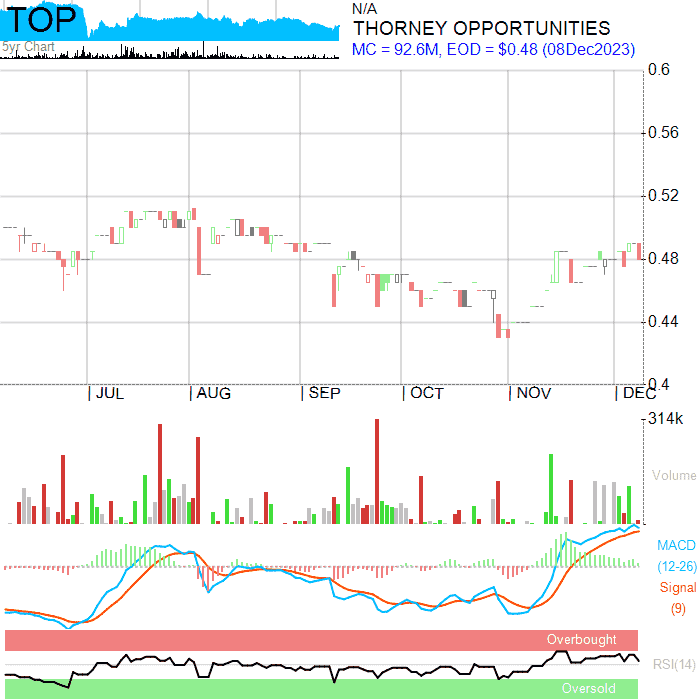 TOP
5yr Chart
N/A
THORNEY OPPORTUNITIES
MC = 92.6M, EOD = $0.48 (08Dec2023)
0.6
0.56
0.52
0.48
0.44
0.4
| JUL | AUG | SEP | OCT | NOV | DEC
314k
Volume
MACD
(12-26)
Signal
(9)
Overbought
RSI(14)
Oversold